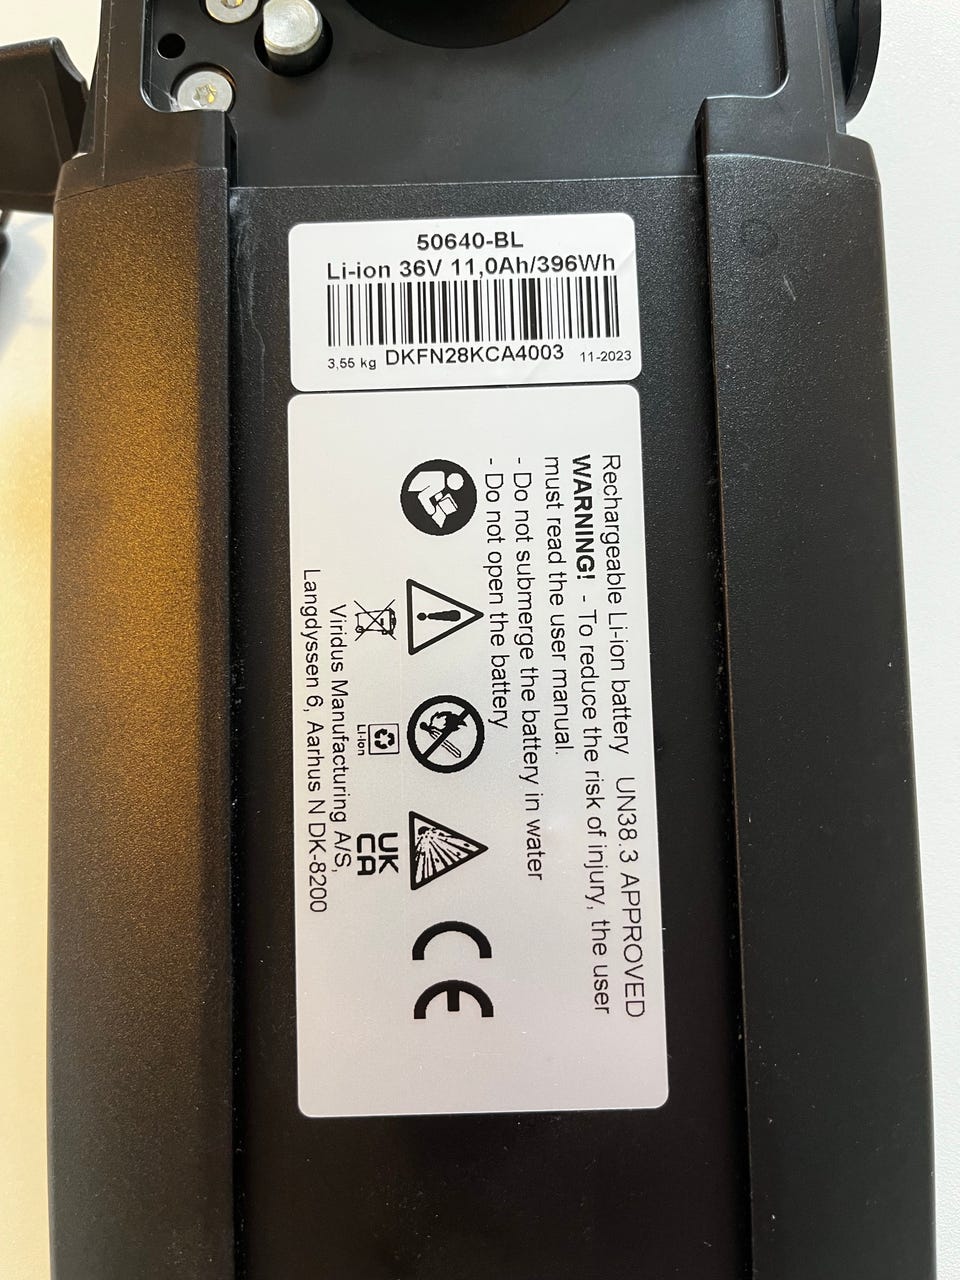 50640-BL
Li-ion 36V 11,0Ah/396Wh
3,55 kg DKFN28KCA4003 11-2023
Rechargeable Li-ion battery UN38.3 APPROVED
WARNING! - To reduce the risk of injury, the user
must read the user manual.
- Do not submerge the battery in water
- Do not open the battery
CE
Li-ion
UK
CA
Viridus Manufacturing A/S,
Langdyssen 6, Aarhus N DK-8200